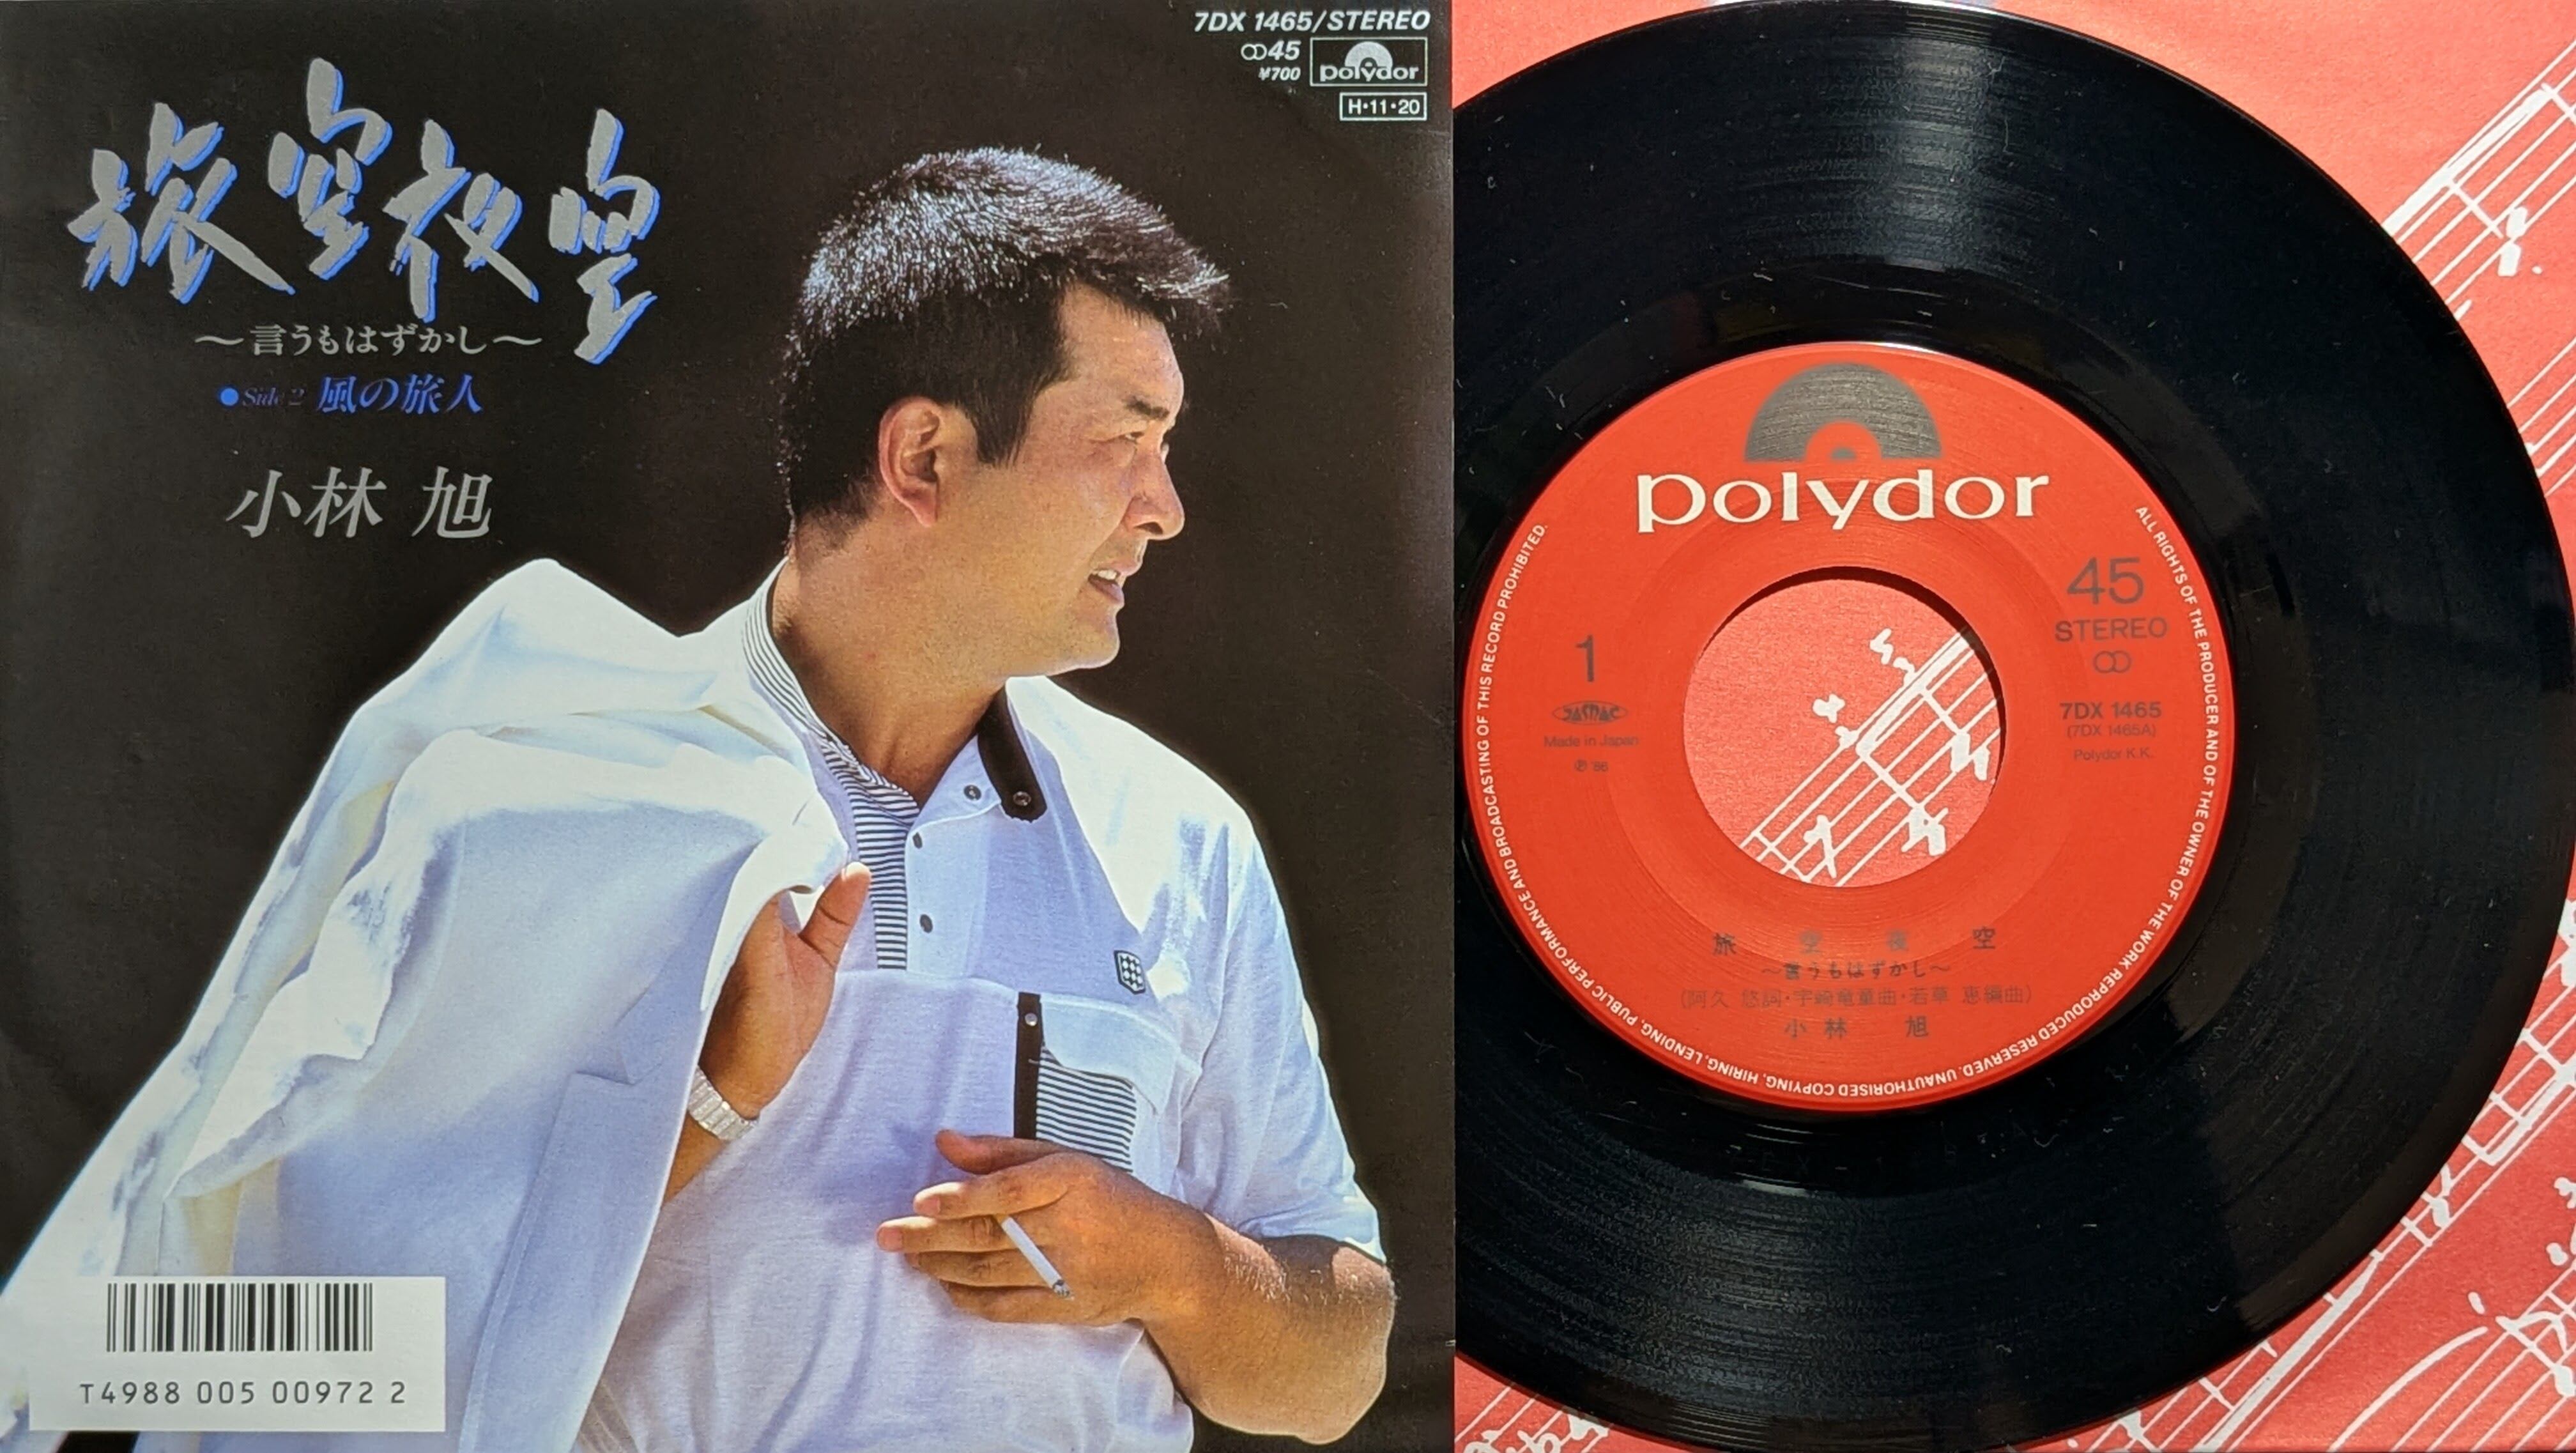 7DX 1465/STEREO
45
¥700
polydor
H・11・20
旅空夜空
〜言うもはずかし〜
●Side 2 風の旅人
小林 旭
T4988 005 00972 2
polydor
45
STEREO
1
JASRAC
Made in Japan
Ⓟ '86
7DX 1465
(7DX 1465A)
Polydor K.K.
旅空夜空
〜言うもはずかし〜
(阿久 悠詞・宇崎竜童曲・若草 恵編曲)
小林 旭
ALL RIGHTS OF THE PRODUCER AND OF THE OWNER OF THE WORK REPRODUCED RESERVED. UNAUTHORISED COPYING, HIRING, LENDING, PUBLIC PERFORMANCE AND BROADCASTING OF THIS RECORD PROHIBITED.